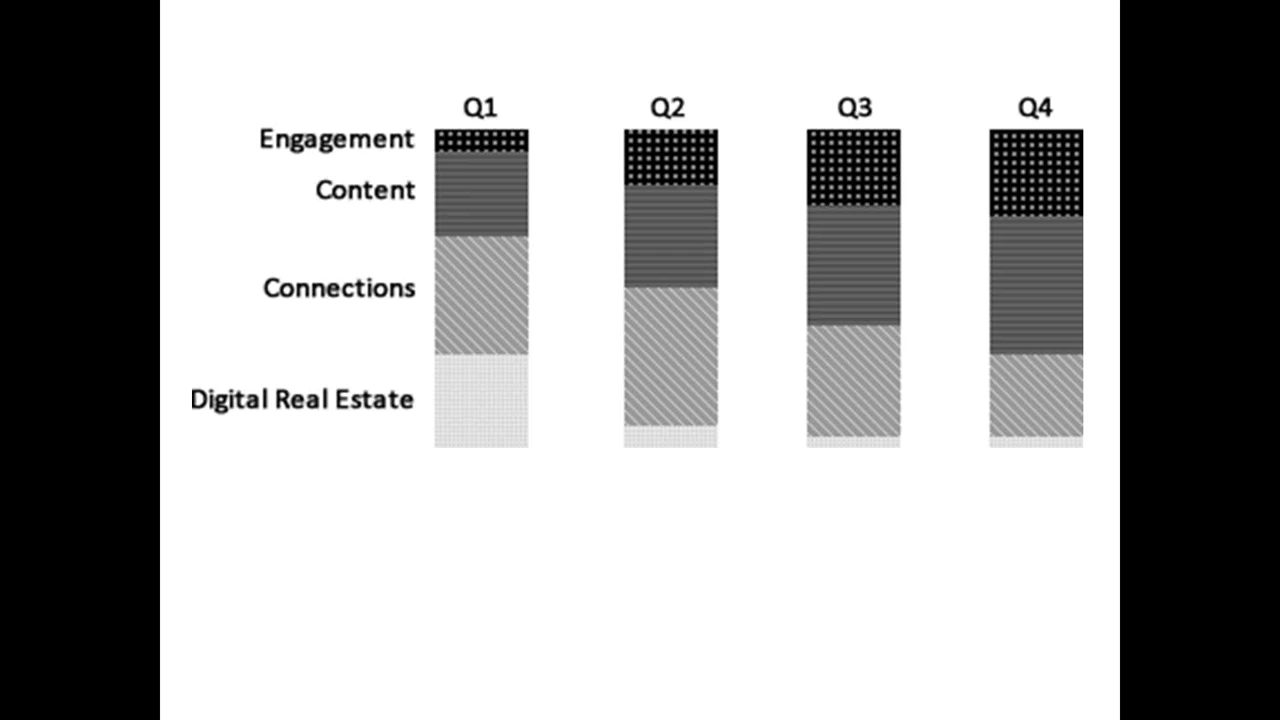 Q1 Q2 Q3 Q4
Engagement
Content
Connections
Digital Real Estate